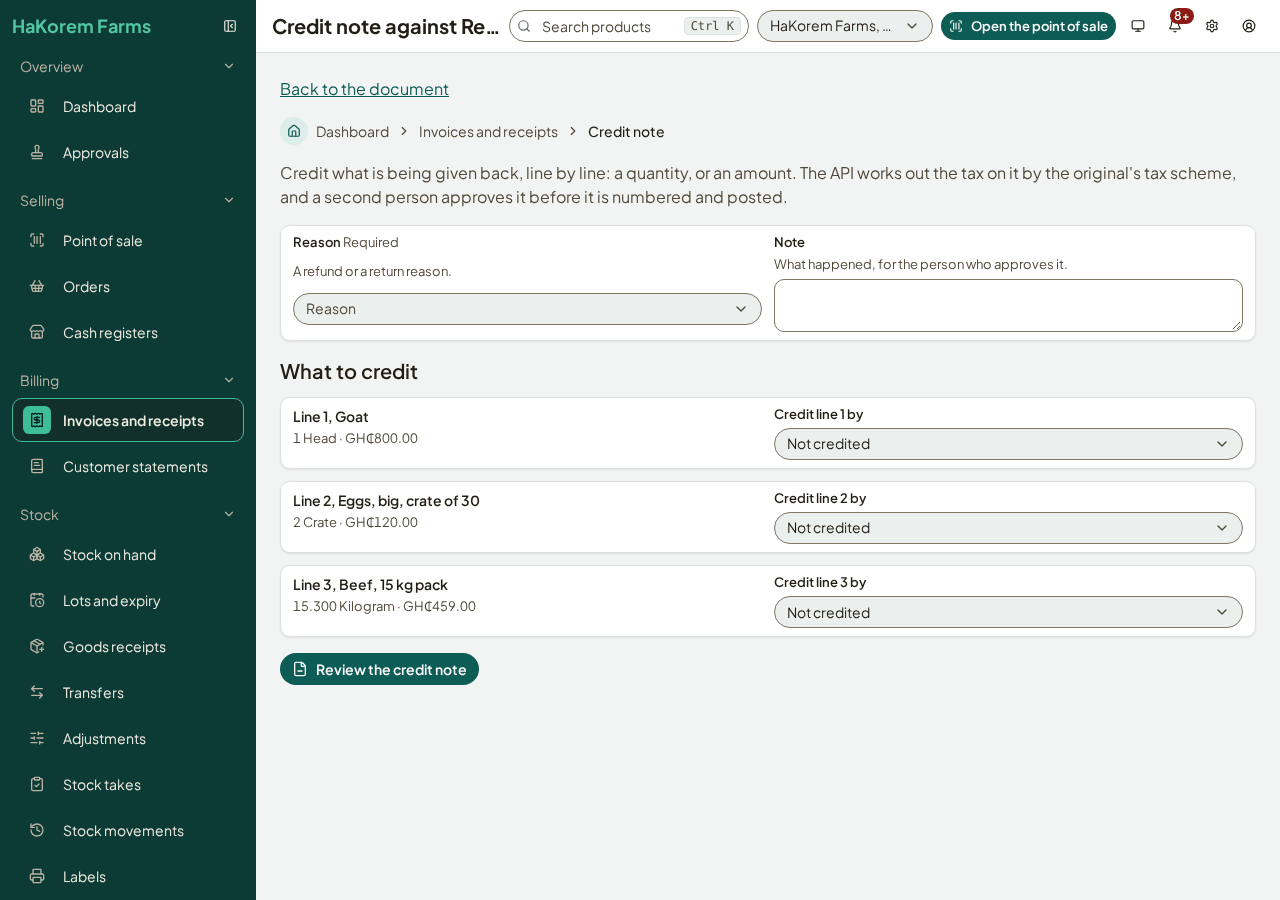 HaKorem Farms
Overview
Dashboard
Approvals
Selling
Point of sale
Orders
Cash registers
Billing
Invoices and receipts
Customer statements
Stock
Stock on hand
Lots and expiry
Goods receipts
Transfers
Adjustments
Stock takes
Stock movements
Labels
Credit note against Re...
Search products
Ctrl K
HaKorem Farms, ...
Open the point of sale
8+
Back to the document
Dashboard
Invoices and receipts
Credit note
Credit what is being given back, line by line: a quantity, or an amount. The API works out the tax on it by the original's tax scheme,
and a second person approves it before it is numbered and posted.
Reason Required
A refund or a return reason.
Reason
Note
What happened, for the person who approves it.
What to credit
Line 1, Goat
1 Head · GH₵800.00
Credit line 1 by
Not credited
Line 2, Eggs, big, crate of 30
2 Crate · GH₵120.00
Credit line 2 by
Not credited
Line 3, Beef, 15 kg pack
15.300 Kilogram · GH₵459.00
Credit line 3 by
Not credited
Review the credit note